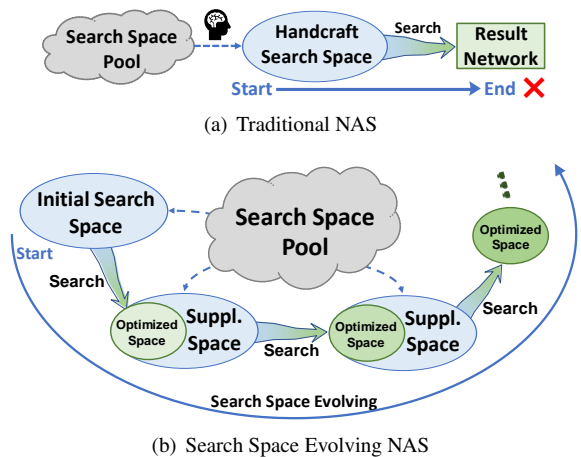 Search Space
Pool
Handcraft
Search Space
Search
Result
Network
Start
End
(a) Traditional NAS
Initial Search
Space
Start
Search
Search Space
Pool
Optimized
Space
Suppl.
Space
Search
Optimized
Space
Suppl.
Space
Search
Optimized
Space
Search Space Evolving
(b) Search Space Evolving NAS